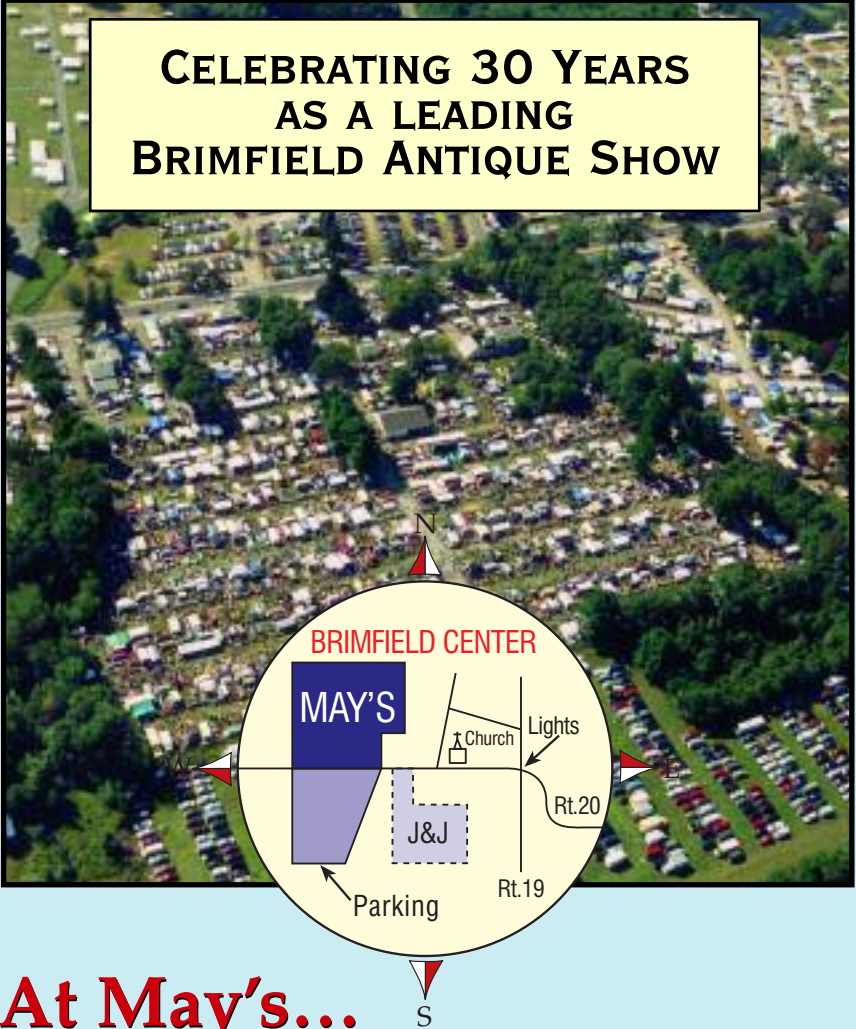 CELEBRATING 30 YEARS
AS A LEADING
BRIMFIELD ANTIQUE SHOW
N
BRIMFIELD CENTER
MAY'S
Church
Lights
W
E
Rt.20
J&J
Rt.19
Parking
At May's...
S